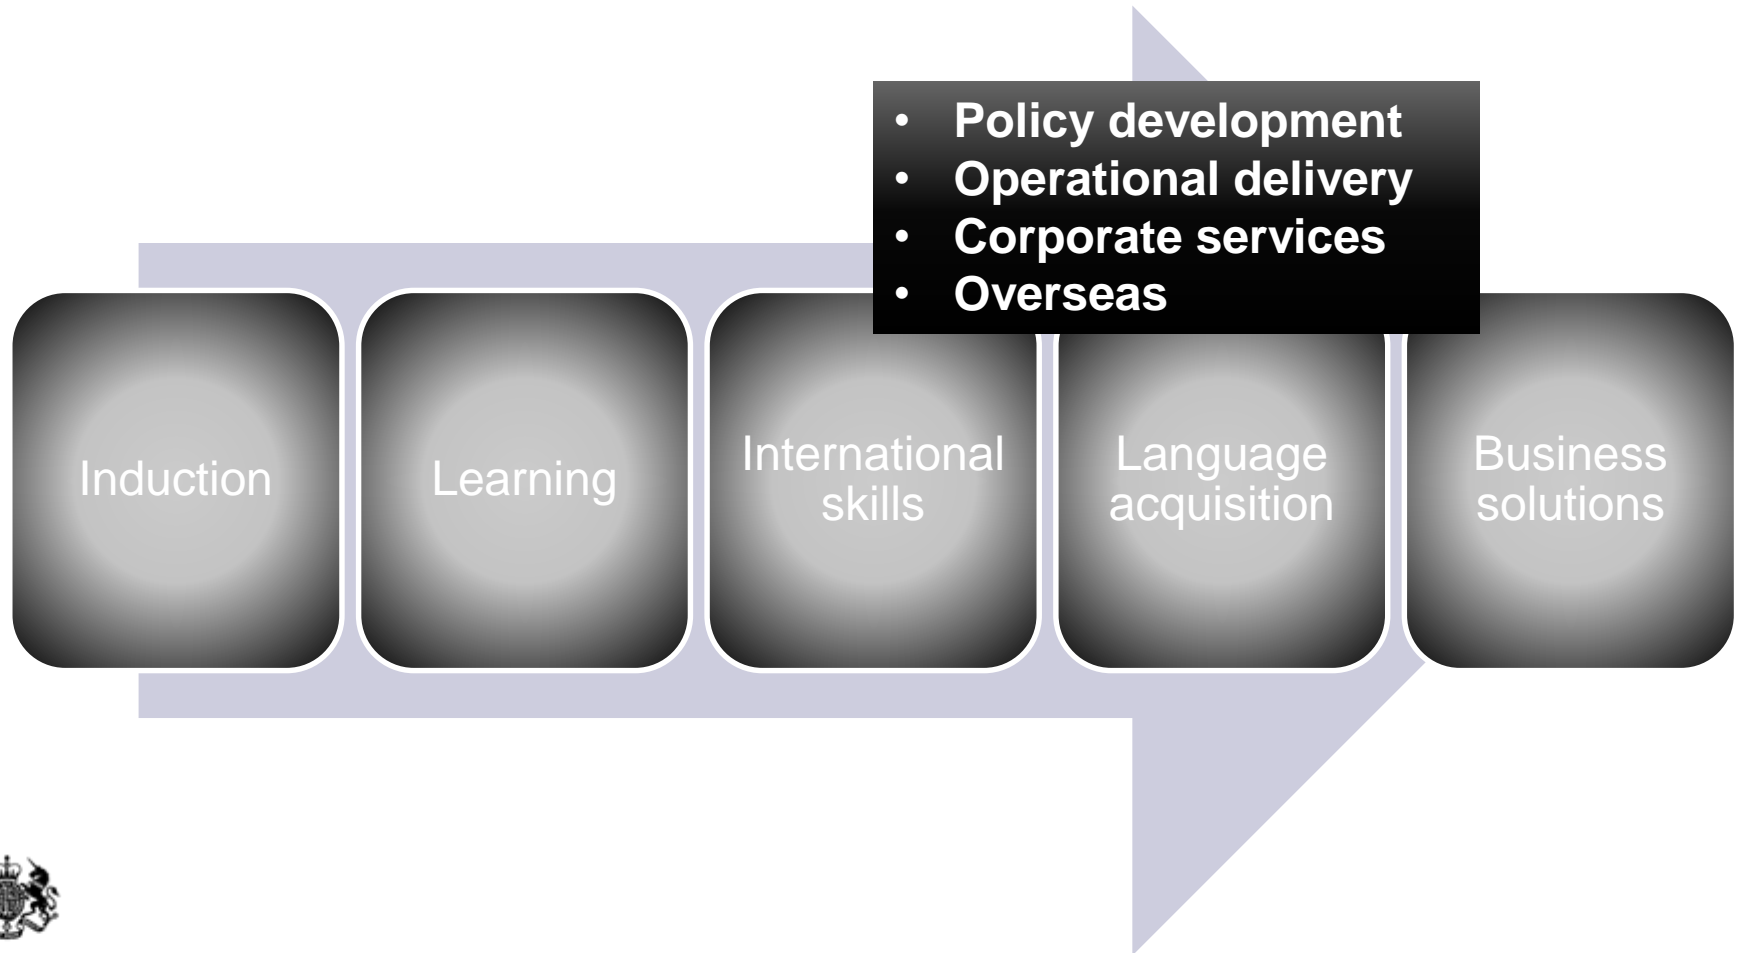 • Policy development
• Operational delivery
• Corporate services
• Overseas
Induction
Learning
International
skills
Language
acquisition
Business
solutions